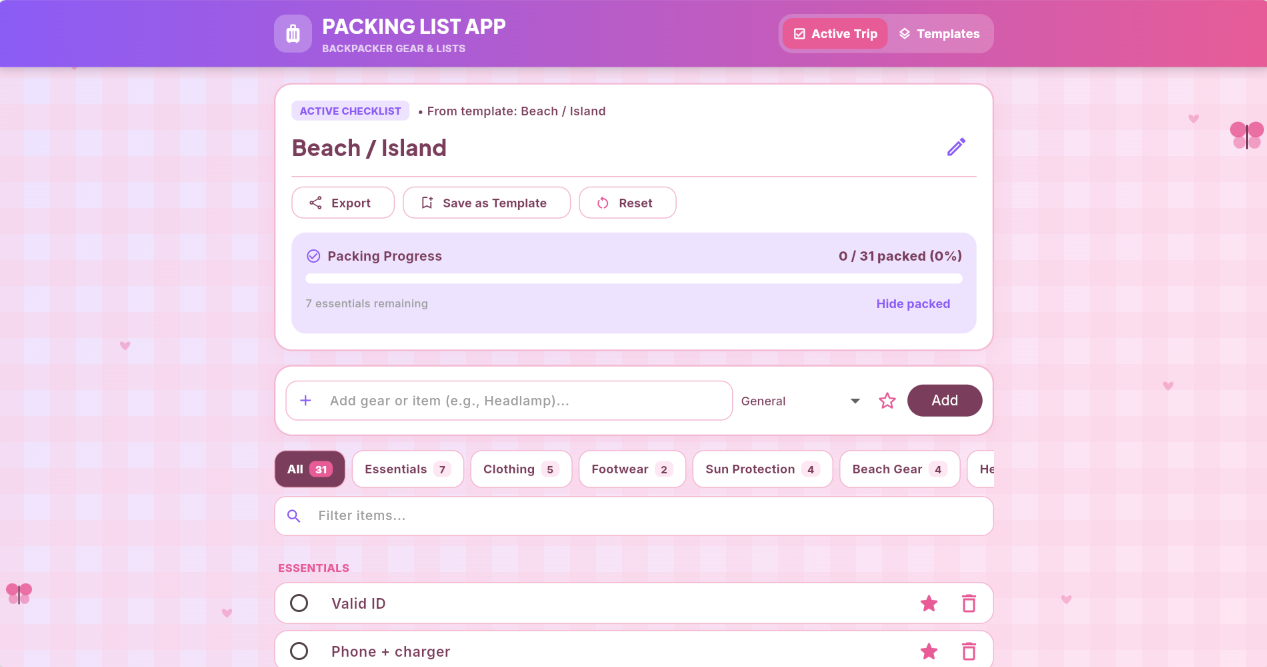 PACKING LIST APP
BACKPACKER GEAR & LISTS
Active Trip
Templates
ACTIVE CHECKLIST • From template: Beach / Island
Beach / Island
Export
Save as Template
Reset
Packing Progress
0 / 31 packed (0%)
7 essentials remaining
Hide packed
Add gear or item (e.g., Headlamp)...
General
Add
All 31
Essentials 7
Clothing 5
Footwear 2
Sun Protection 4
Beach Gear 4
He
Filter items...
ESSENTIALS
Valid ID
Phone + charger